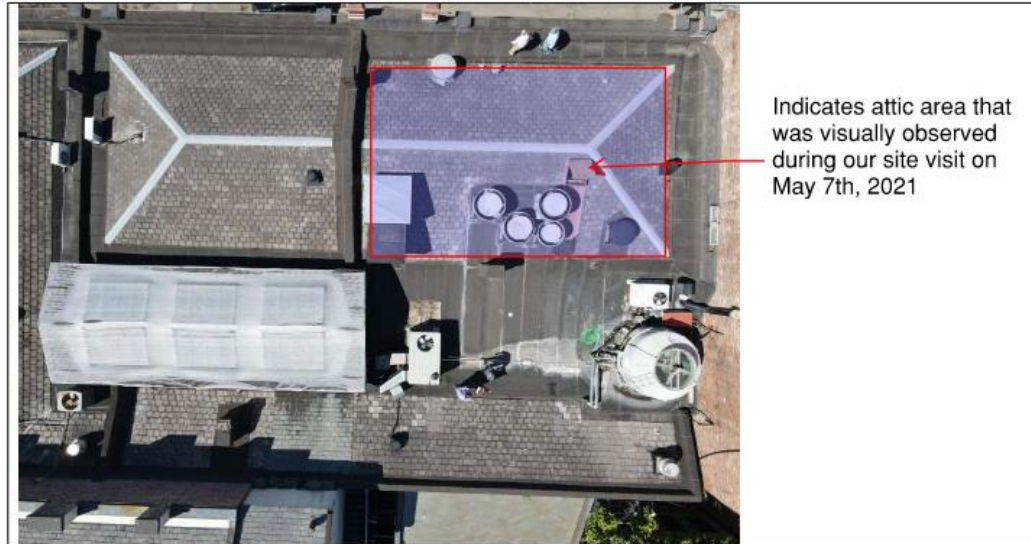 Indicates attic area that
was visually observed
during our site visit on
May 7th, 2021